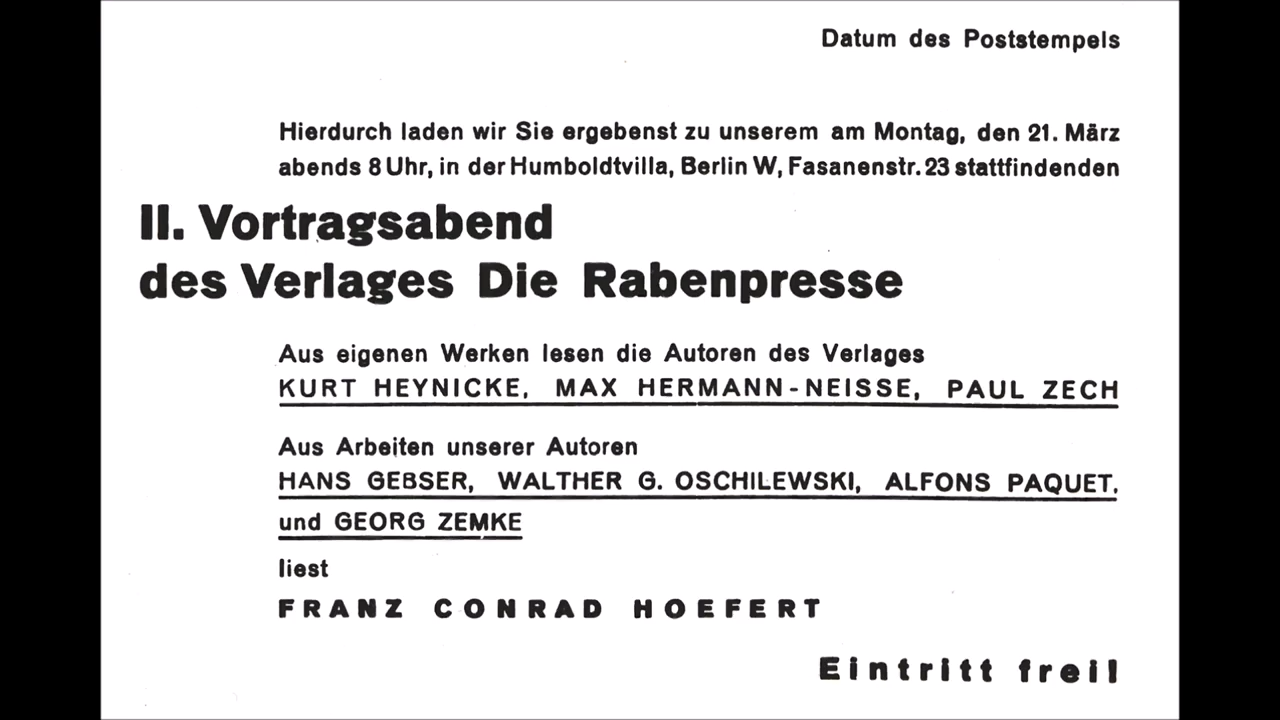 Datum des Poststempels
Hierdurch laden wir Sie ergebenst zu unserem am Montag, den 21. März
abends 8 Uhr, in der Humboldtvilla, Berlin W, Fasanenstr. 23 stattfindenden
II. Vortragsabend
des Verlages Die Rabenpresse
Aus eigenen Werken lesen die Autoren des Verlages
KURT HEYNICKE, MAX HERMANN-NEISSE, PAUL ZECH
Aus Arbeiten unserer Autoren
HANS GEBSER, WALTHER G. OSCHILEWSKI, ALFONS PAQUET,
und GEORG ZEMKE
liest
FRANZ CONRAD HOEFERT
Eintritt frei!